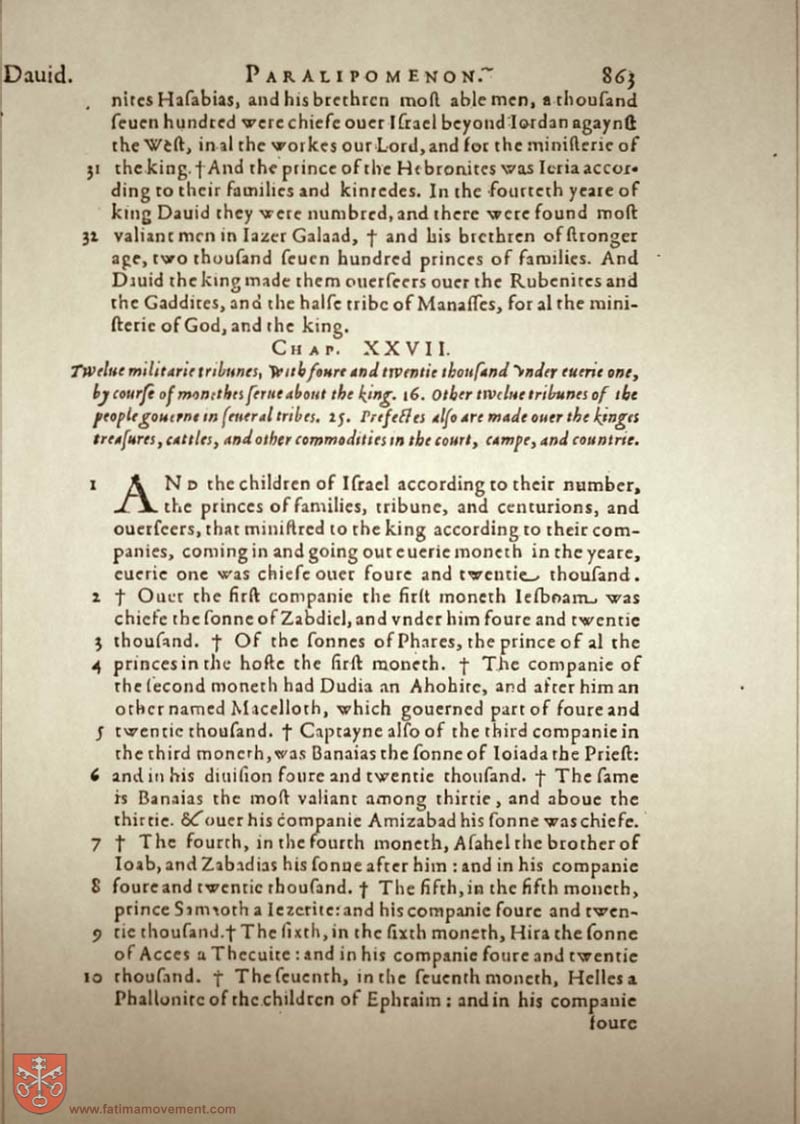 Dauid. PARALIPOMENON. 863
nites Haſabias, and his brethren moſt able men, a thouſand
ſeuen hundred were chiefe ouer Iſrael beyond Iordan agaynſt
the Weſt, in al the workes our Lord, and for the miniſterie of
31 the king. † And the prince of the Hebronites was Ieria accor-
ding to their families and kinredes. In the fourteth yeare of
king Dauid they were numbred, and there were found moſt
32 valiant men in Iazer Galaad, † and his brethren of ſtronger
age, two thouſand ſeuen hundred princes of families. And
Dauid the king made them ouerſeers ouer the Rubenites and
the Gaddites, and the halfe tribe of Manaſſes, for al the mini-
ſterie of God, and the king.
CHAP. XXVII.
Twelue militarie tribunes, with foure and twentie thouſand vnder euerie one,
by courſe of monethes ſerue about the king. 16. Other twelue tribunes of the
people gouerne in ſeueral tribes. 25. Prefectes alſo are made ouer the kinges
treaſures, cattles, and other commodities in the court, campe, and countrie.
1 AND the children of Iſrael according to their number,
the princes of families, tribune, and centurions, and
ouerſeers, that miniſtred to the king according to their com-
panies, coming in and going out euerie moneth in the yeare,
euerie one was chiefe ouer foure and twentie thouſand.
2 † Ouer the firſt companie the firſt moneth Ieſboam was
chiefe the ſonne of Zabdiel, and vnder him foure and twentie
3 thouſand. † Of the ſonnes of Phares, the prince of al the
4 princes in the hoſte the firſt moneth. † The companie of
the ſecond moneth had Dudia an Ahohite, and after him an
other named Macelloth, which gouerned part of foure and
5 twentie thouſand. † Captayne alſo of the third companie in
the third moneth, was Banaias the ſonne of Ioiada the Prieſt:
6 and in his diuiſion foure and twentie thouſand. † The ſame
is Banaias the moſt valiant among thirtie, and aboue the
thirtie. & ouer his companie Amizabad his ſonne was chiefe.
7 † The fourth, in the fourth moneth, Aſahel the brother of
Ioab, and Zabadias his ſonne after him: and in his companie
8 foure and twentie thouſand. † The fifth, in the fifth moneth,
prince Samaoth a Iezerite: and his companie foure and twen-
9 tie thouſand. † The ſixth, in the ſixth moneth, Hira the ſonne
of Acces a Thecuite: and in his companie foure and twentie
10 thouſand. † The ſeuenth, in the ſeuenth moneth, Helles a
Phallonite of the children of Ephraim: and in his companie
foure
www.fatimamovement.com